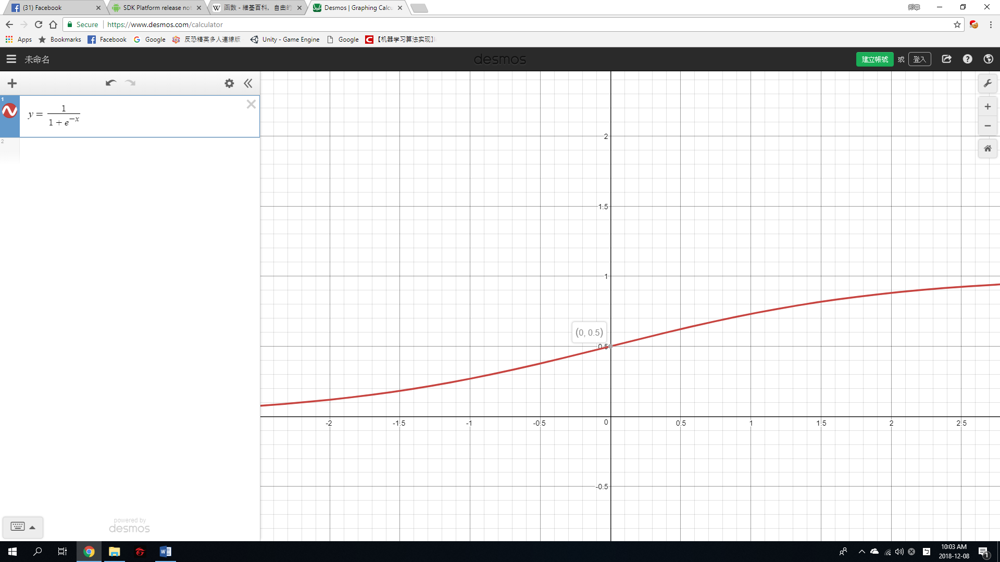 (31) Facebook
SDK Platform release not
W 函數 - 維基百科，自由的
Desmos | Graphing Calcu
Secure
https://www.desmos.com/calculator
Apps
Bookmarks
Facebook
Google
反恐精英多人連線版
Unity - Game Engine
Google
【机器学习算法实现】
未命名
desmos
建立帳號 或 登入
1
y = 1 / (1 + e^{-x})
2
2
1.5
1
(0, 0.5)
0.5
-2 -1.5 -1 -0.5 0 0.5 1 1.5 2 2.5
-0.5
powered by
desmos
10:03 AM
2018-12-08
1